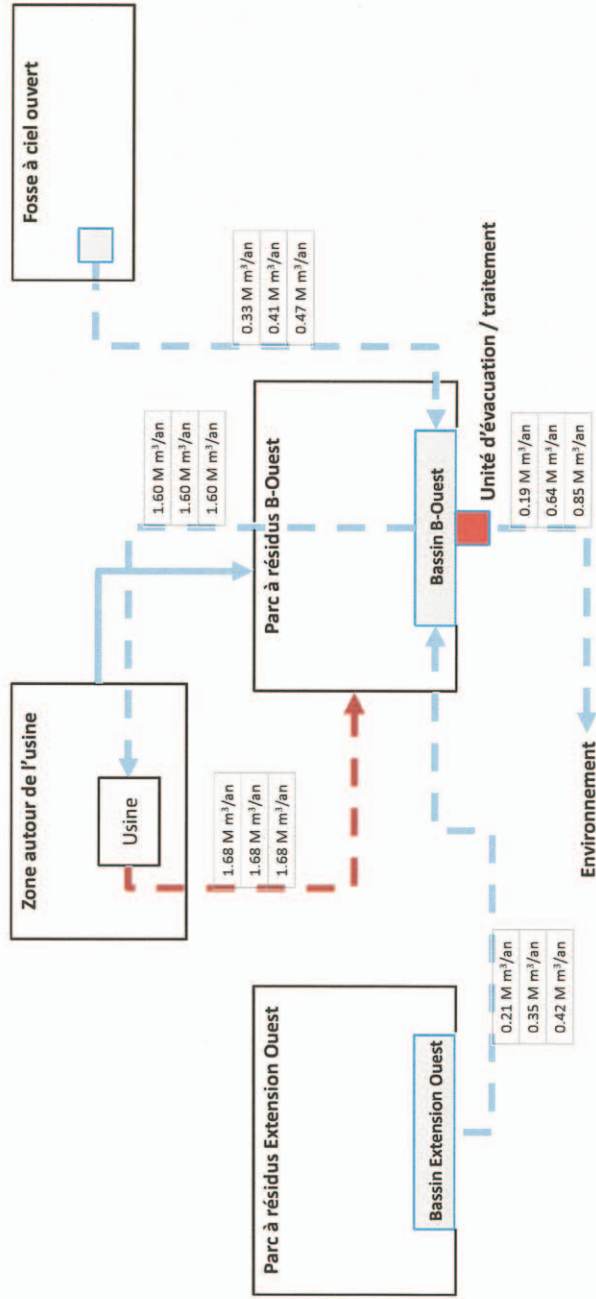 Zone autour de l'usine
Usine
Fosse à ciel ouvert
1.60 M m³/an
1.60 M m³/an
1.60 M m³/an
1.68 M m³/an
1.68 M m³/an
1.68 M m³/an
0.33 M m³/an
0.41 M m³/an
0.47 M m³/an
Parc à résidus Extension Ouest
Parc à résidus B-Ouest
Bassin Extension Ouest
Bassin B-Ouest
Unité d'évacuation / traitement
0.21 M m³/an
0.35 M m³/an
0.42 M m³/an
0.19 M m³/an
0.64 M m³/an
0.85 M m³/an
Environnement